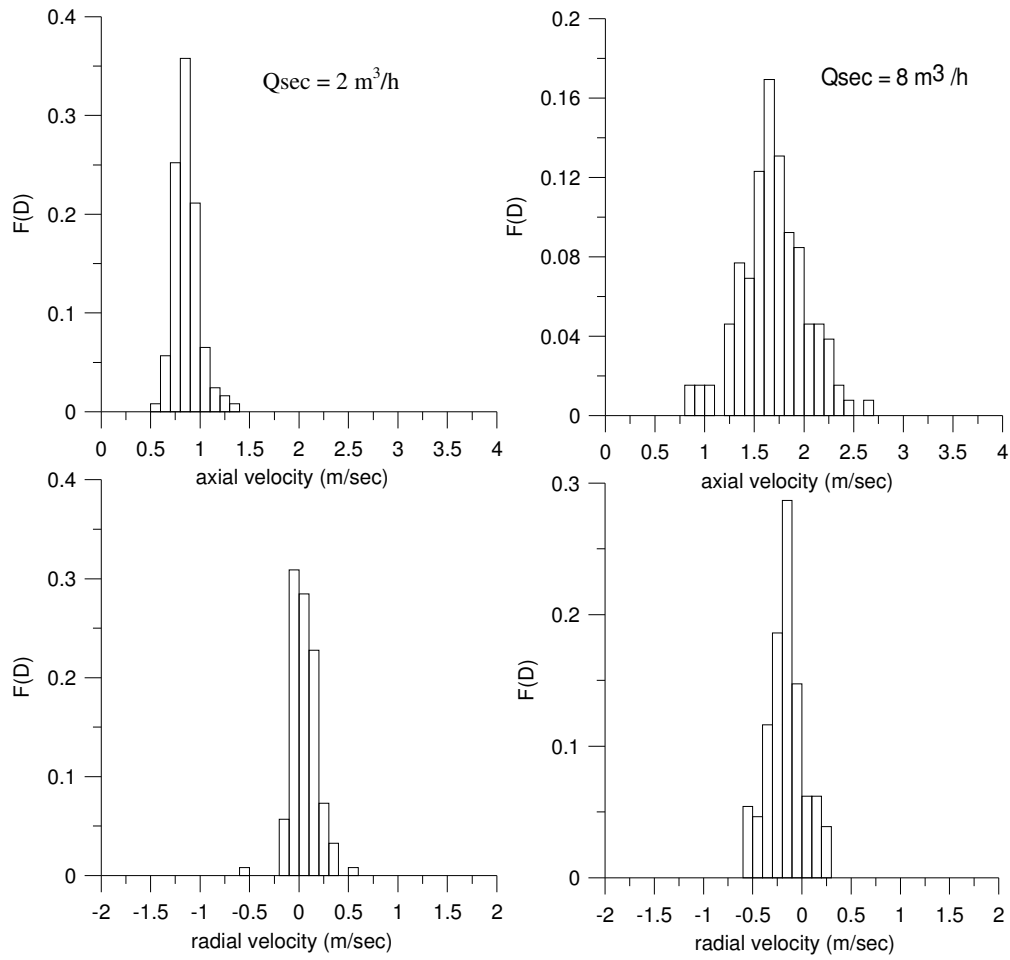 0.4
0.3
0.2
0.1
0
F(D)
Qsec = 2 m³/h
0 0.5 1 1.5 2 2.5 3 3.5 4
axial velocity (m/sec)
0.2
0.16
0.12
0.08
0.04
0
F(D)
Qsec = 8 m³ /h
0 0.5 1 1.5 2 2.5 3 3.5 4
axial velocity (m/sec)
0.4
0.3
0.2
0.1
0
F(D)
-2 -1.5 -1 -0.5 0 0.5 1 1.5 2
radial velocity (m/sec)
0.3
0.2
0.1
0
F(D)
-2 -1.5 -1 -0.5 0 0.5 1 1.5 2
radial velocity (m/sec)